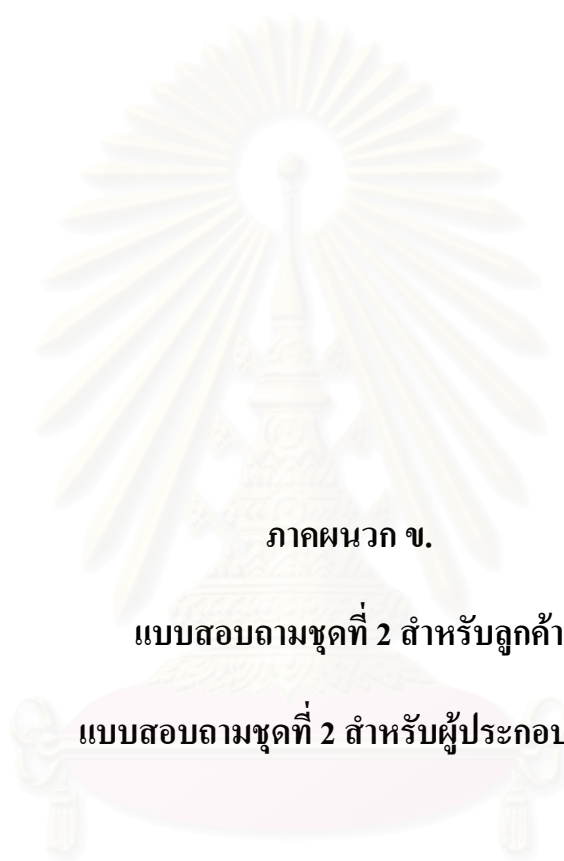 ภาคผนวก ข.
แบบสอบถามชุดที่ 2 สำหรับลูกค้า
แบบสอบถามชุดที่ 2 สำหรับผู้ประกอบ